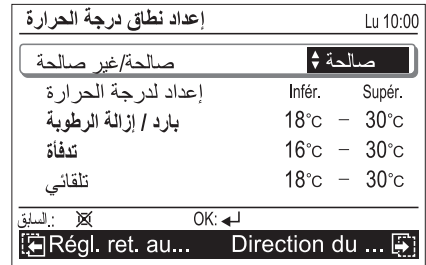 إعداد نطاق درجة الحرارة Lu 10:00
صالحة/غير صالحة صالحة
إعداد لدرجة الحرارة Infér. Supér.
بارد / إزالة الرطوبة 18°C – 30°C
تدفأة 16°C – 30°C
تلقائي 18°C – 30°C
السابق: OK:
Régl. ret. au... Direction du ...